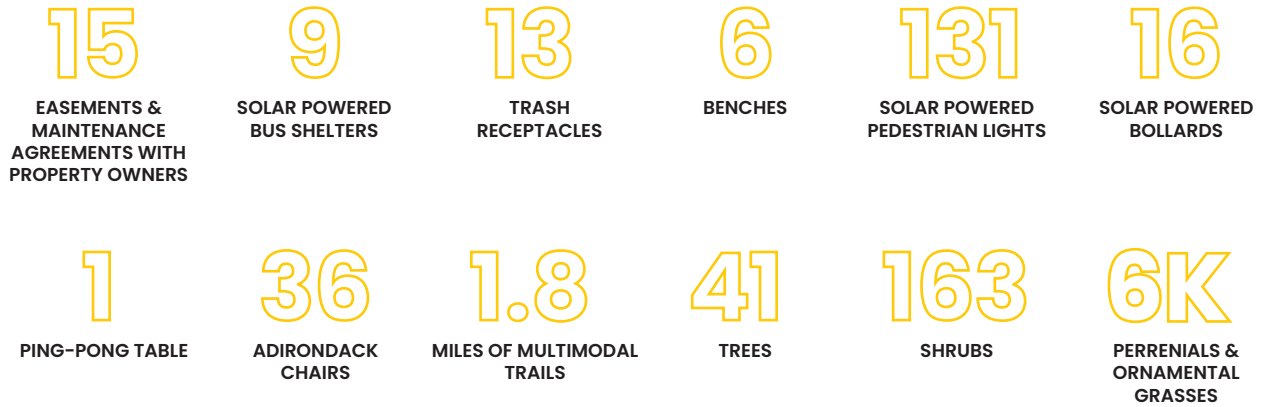 15
EASEMENTS &
MAINTENANCE
AGREEMENTS WITH
PROPERTY OWNERS
9
SOLAR POWERED
BUS SHELTERS
13
TRASH
RECEPTACLES
6
BENCHES
131
SOLAR POWERED
PEDESTRIAN LIGHTS
16
SOLAR POWERED
BOLLARDS
1
PING-PONG TABLE
36
ADIRONDACK
CHAIRS
1.8
MILES OF MULTIMODAL
TRAILS
41
TREES
163
SHRUBS
6K
PERRENIALS &
ORNAMENTAL
GRASSES